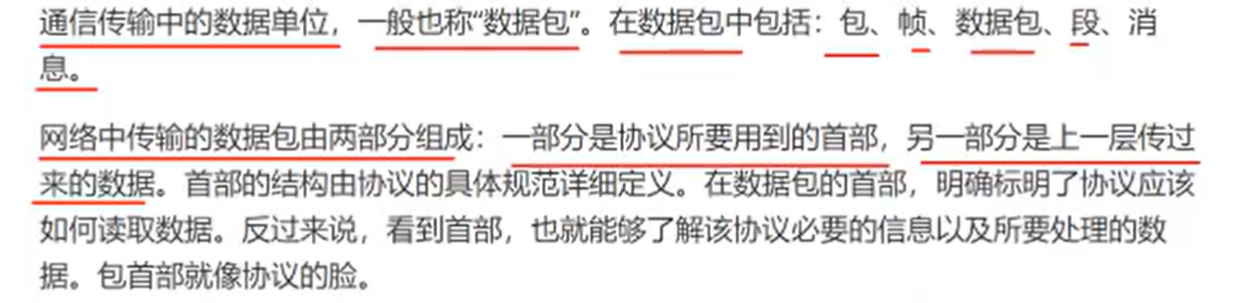 通信传输中的数据单位，一般也称“数据包”。在数据包中包括：包、帧、数据包、段、消
息。
网络中传输的数据包由两部分组成：一部分是协议所要用到的首部，另一部分是上一层传过
来的数据。首部的结构由协议的具体规范详细定义。在数据包的首部，明确标明了协议应该
如何读取数据。反过来说，看到首部，也就能够了解该协议必要的信息以及所要处理的数
据。包首部就像协议的脸。